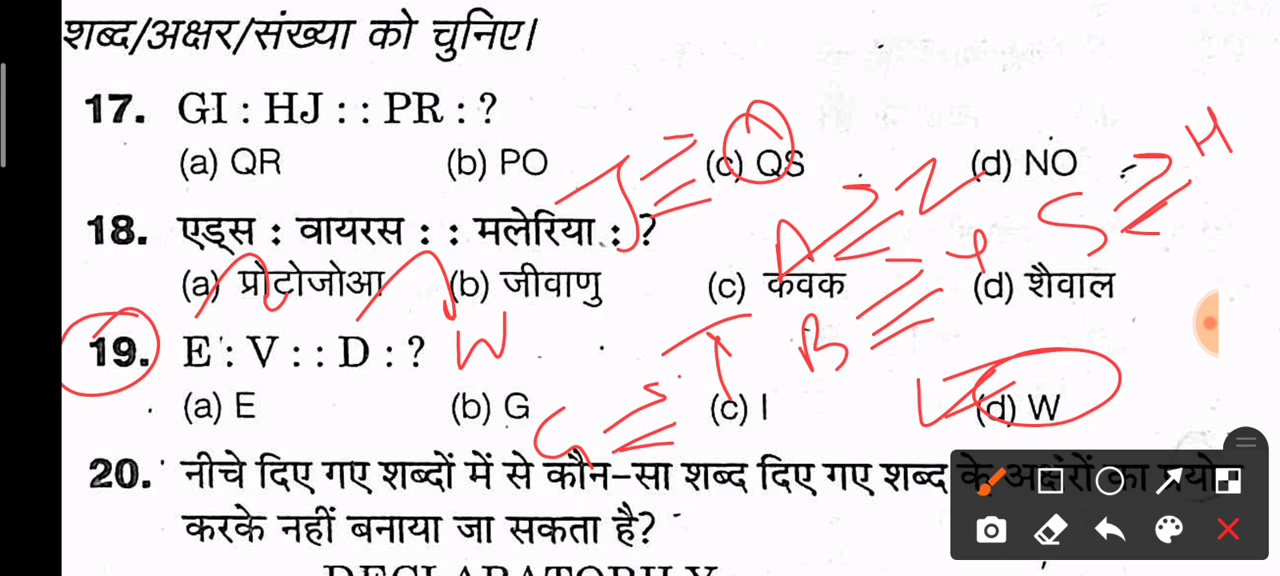 शब्द/अक्षर/संख्या को चुनिए।
17. GI : HJ : : PR : ?
(a) QR (b) PO (c) QS (d) NO
18. एड्स : वायरस : : मलेरिया : ?
(a) प्रोटोजोआ (b) जीवाणु (c) कवक (d) शैवाल
19. E : V : : D : ? W
(a) E (b) G (c) I (d) W
20. नीचे दिए गए शब्दों में से कौन-सा शब्द दिए गए शब्द के अक्षरों का
करके नहीं बनाया जा सकता है?
DECLARATORILY